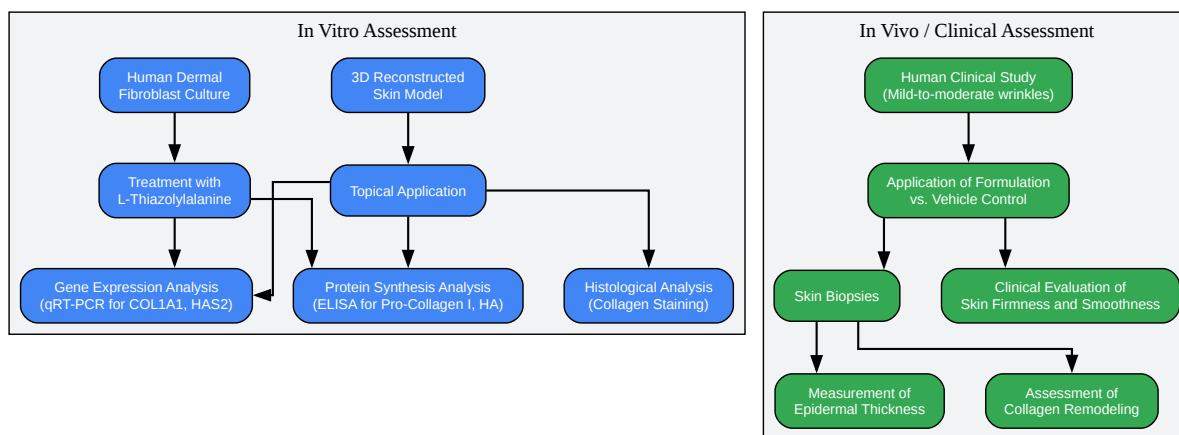 In Vitro Assessment
Human Dermal
Fibroblast Culture
3D Reconstructed
Skin Model
Treatment with
L-Thiazolylalanine
Topical Application
Gene Expression Analysis
(qRT-PCR for COL1A1, HAS2)
Protein Synthesis Analysis
(ELISA for Pro-Collagen I, HA)
Histological Analysis
(Collagen Staining)
In Vivo / Clinical Assessment
Human Clinical Study
(Mild-to-moderate wrinkles)
Application of Formulation
vs. Vehicle Control
Skin Biopsies
Clinical Evaluation of
Skin Firmness and Smoothness
Measurement of
Epidermal Thickness
Assessment of
Collagen Remodeling